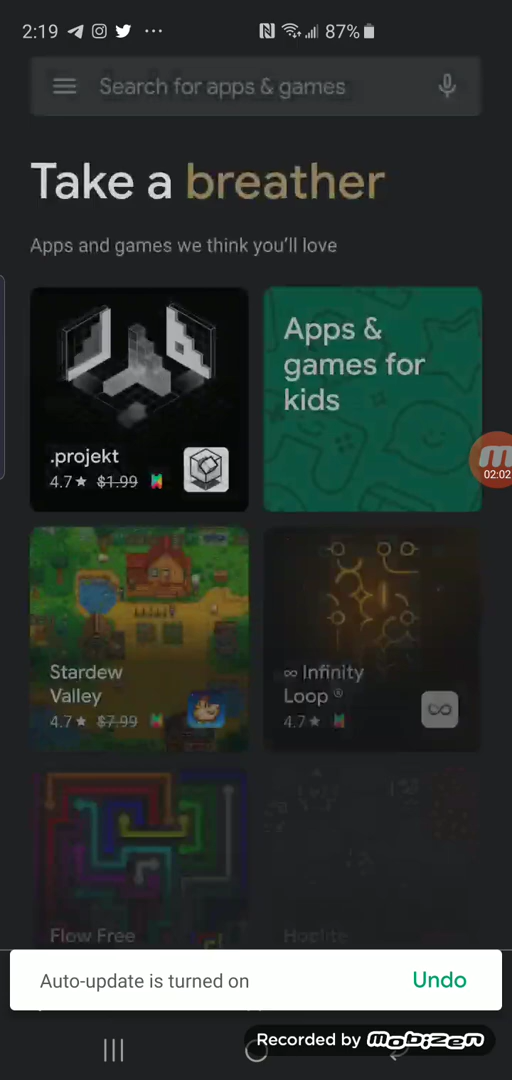 2:19
87%
Search for apps & games
Take a breather
Apps and games we think you'll love
.projekt
4.7★ $1.99
Apps &
games for
kids
02:02
Stardew
Valley
4.7★ $7.99
∞ Infinity
Loop ®
4.7★
Flow Free
Hoplite
Auto-update is turned on
Undo
Recorded by Mobizen